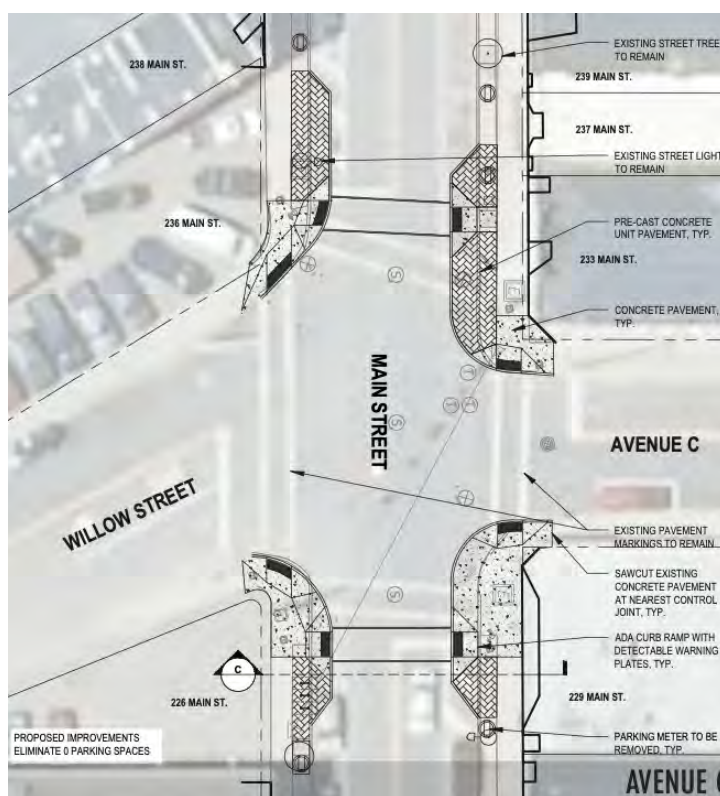 EXISTING STREET TREE
TO REMAIN
238 MAIN ST.
239 MAIN ST.
237 MAIN ST.
EXISTING STREET LIGHT
TO REMAIN
236 MAIN ST.
PRE-CAST CONCRETE
UNIT PAVEMENT, TYP.
233 MAIN ST.
CONCRETE PAVEMENT,
TYP.
MAIN STREET
AVENUE C
WILLOW STREET
EXISTING PAVEMENT
MARKINGS TO REMAIN
SAWCUT EXISTING
CONCRETE PAVEMENT
AT NEAREST CONTROL
JOINT, TYP.
ADA CURB RAMP WITH
DETECTABLE WARNING
PLATES, TYP.
C
226 MAIN ST.
229 MAIN ST.
PROPOSED IMPROVEMENTS
ELIMINATE 0 PARKING SPACES
PARKING METER TO BE
REMOVED, TYP.
AVENUE
S
S
S
T
T
T